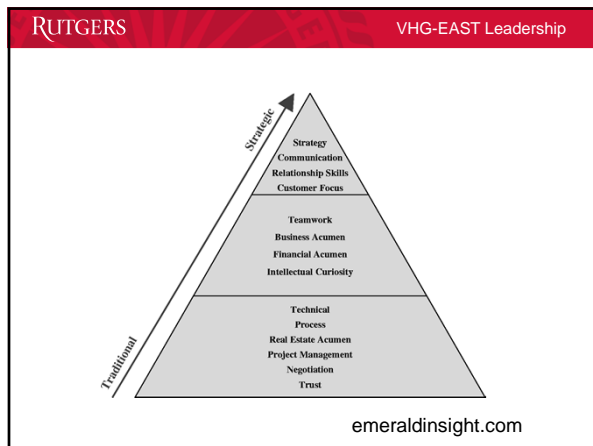 RUTGERS
VHG-EAST Leadership
Strategic
Strategy
Communication
Relationship Skills
Customer Focus
Teamwork
Business Acumen
Financial Acumen
Intellectual Curiosity
Technical
Process
Real Estate Acumen
Project Management
Negotiation
Trust
Traditional
emeraldinsight.com